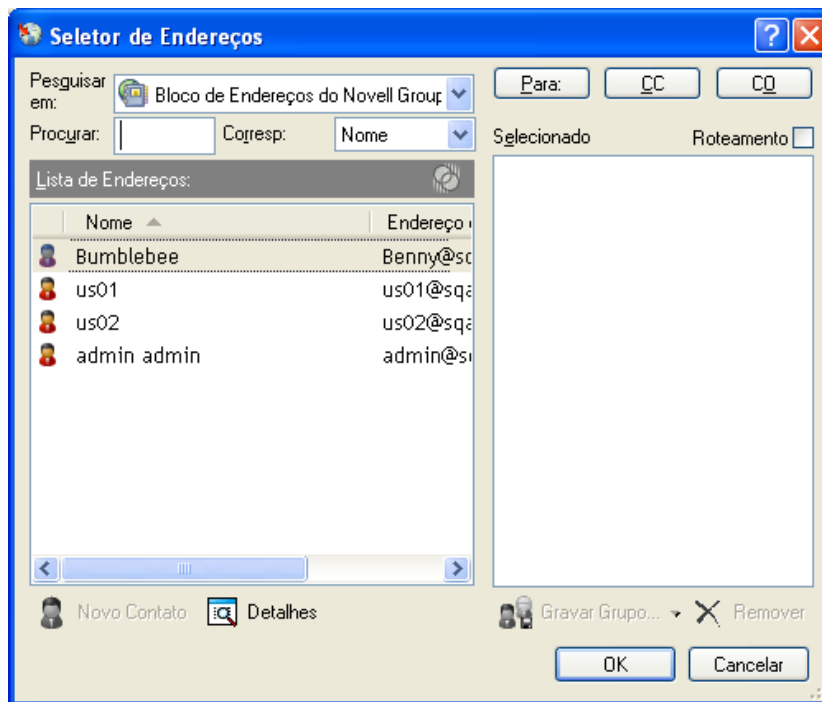 Seletor de Endereços
Pesquisar em:
Bloco de Endereços do Novell Group
Para:
CC
CO
Procurar:
Corresp:
Nome
Selecionado
Roteamento
Lista de Endereços:
Nome
Endereço
Bumblebee Benny@sq
us01 us01@sqa
us02 us02@sqa
admin admin admin@s
Novo Contato
Detalhes
Gravar Grupo...
Remover
OK
Cancelar